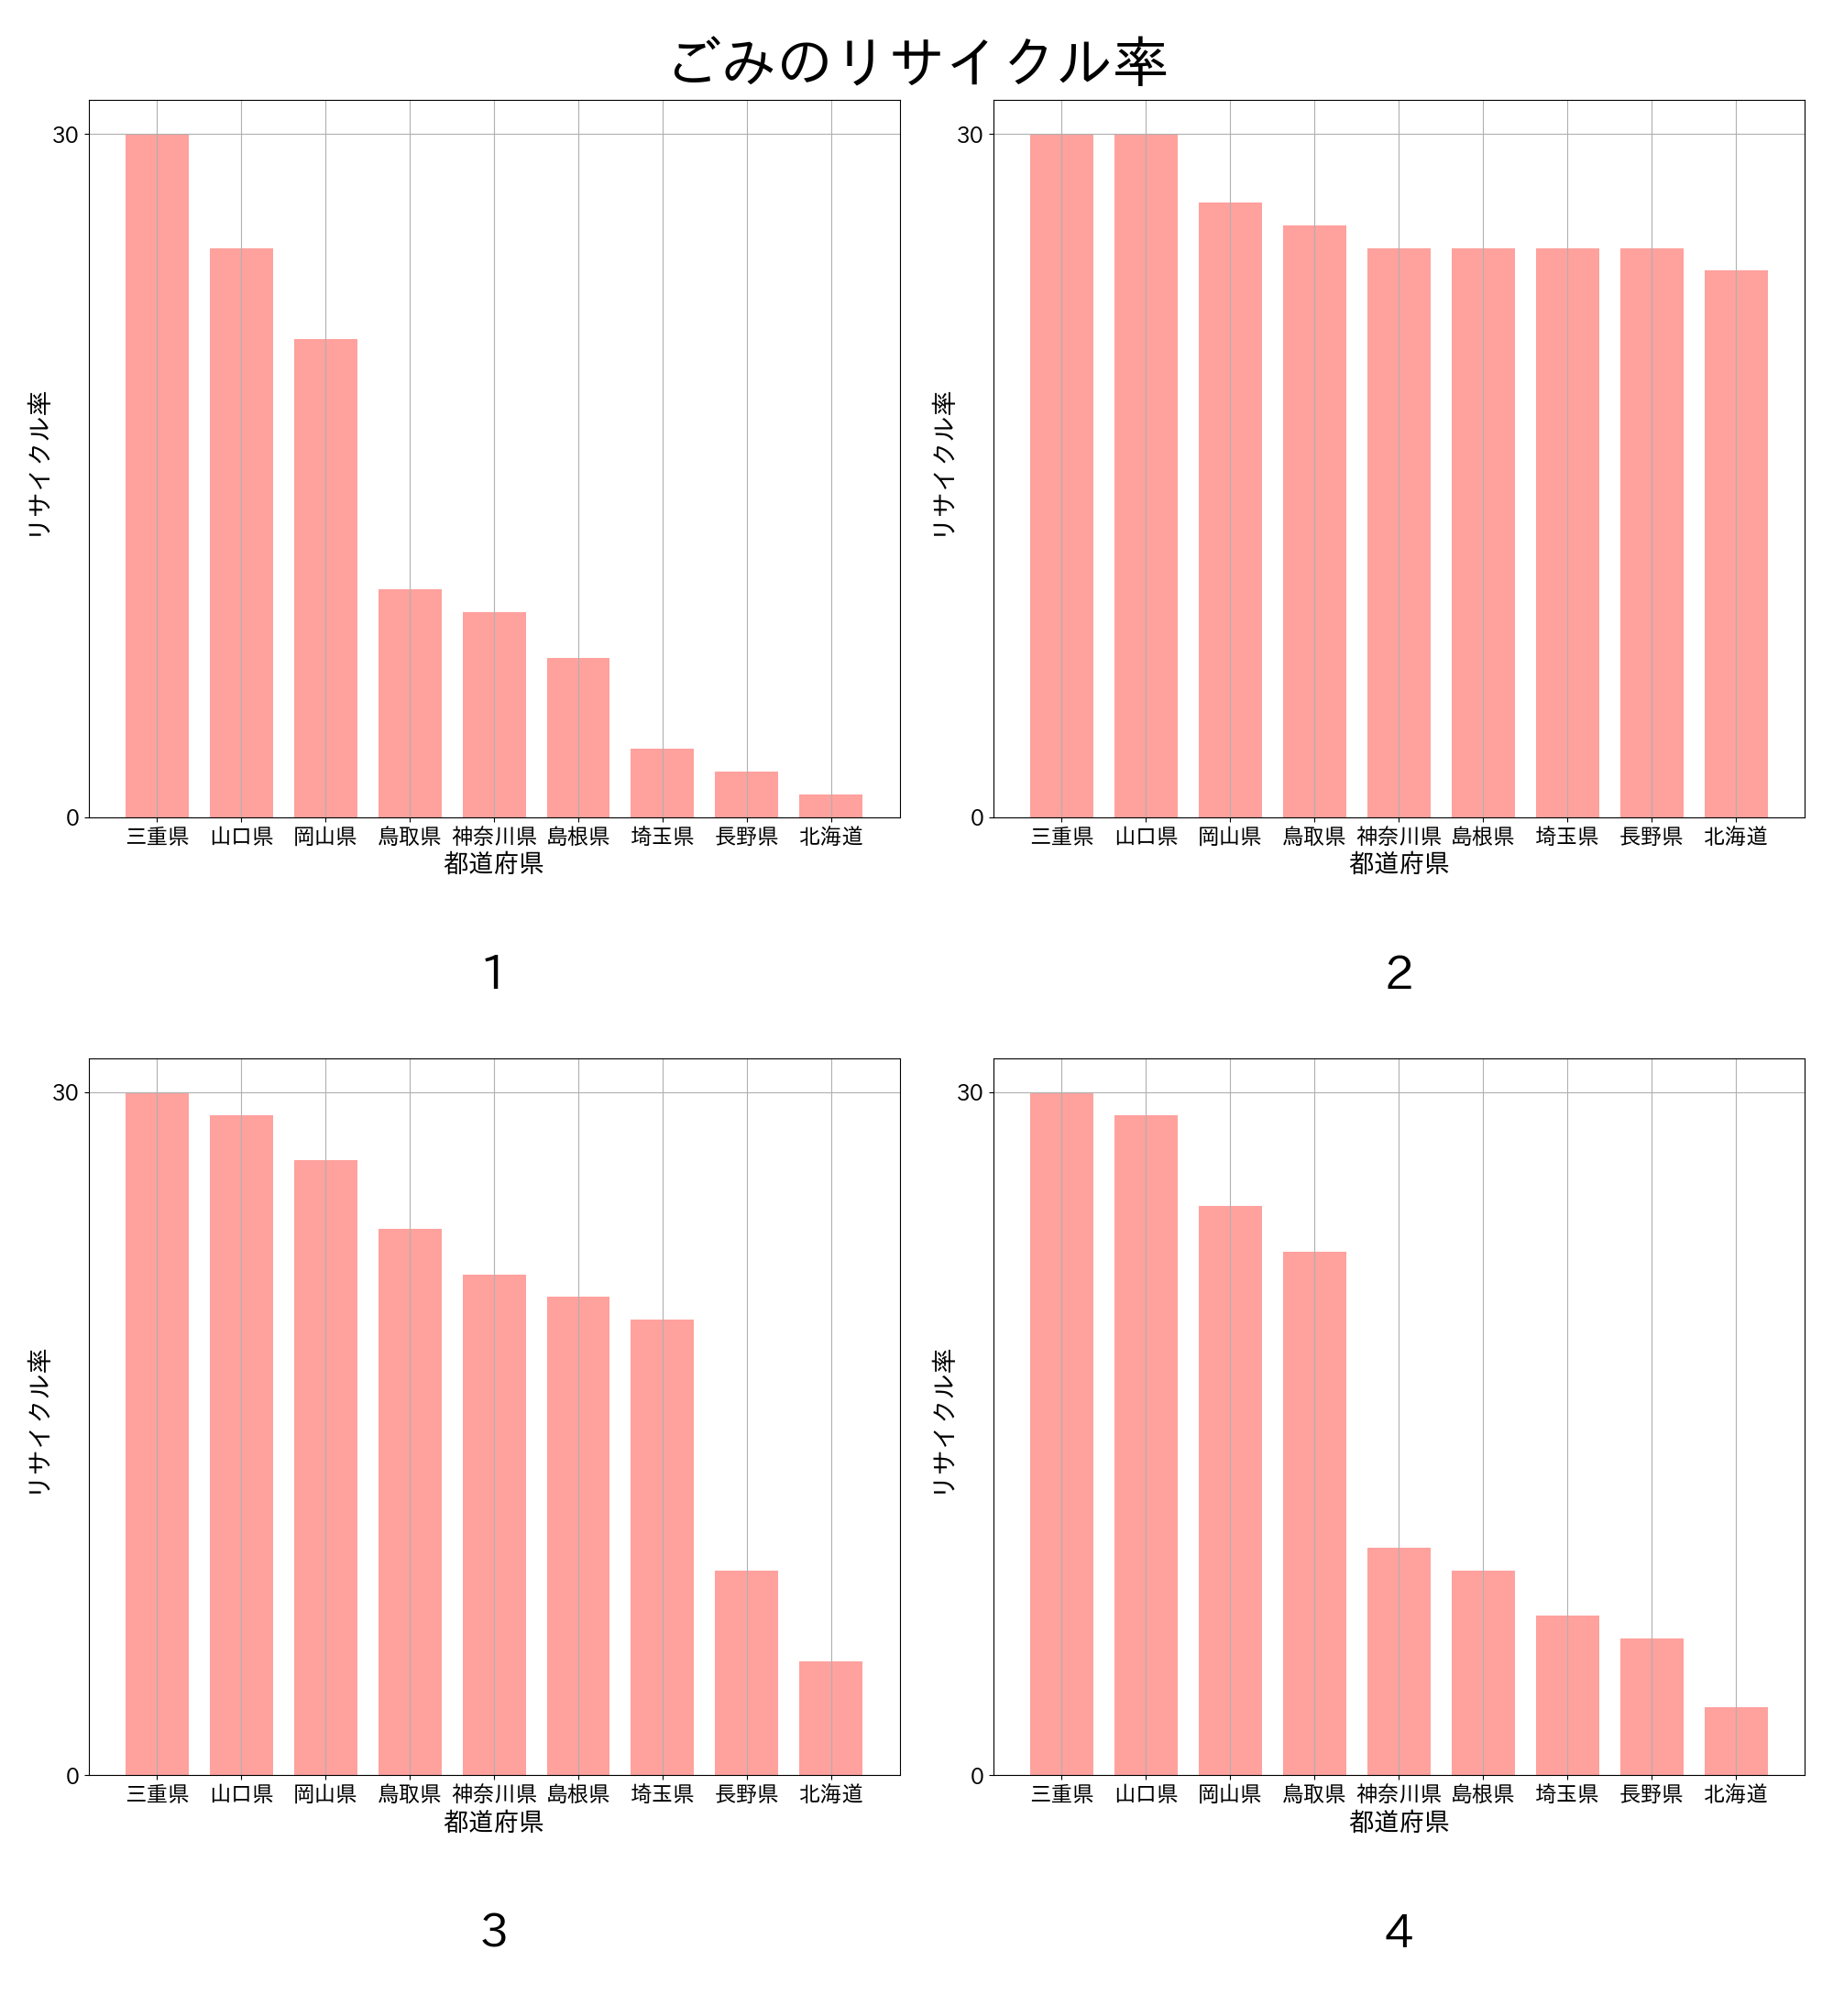 ごみのリサイクル率
30
0
リサイクル率
三重県 山口県 岡山県 鳥取県 神奈川県 島根県 埼玉県 長野県 北海道
都道府県
1
30
0
リサイクル率
三重県 山口県 岡山県 鳥取県 神奈川県 島根県 埼玉県 長野県 北海道
都道府県
2
30
0
リサイクル率
三重県 山口県 岡山県 鳥取県 神奈川県 島根県 埼玉県 長野県 北海道
都道府県
3
30
0
リサイクル率
三重県 山口県 岡山県 鳥取県 神奈川県 島根県 埼玉県 長野県 北海道
都道府県
4